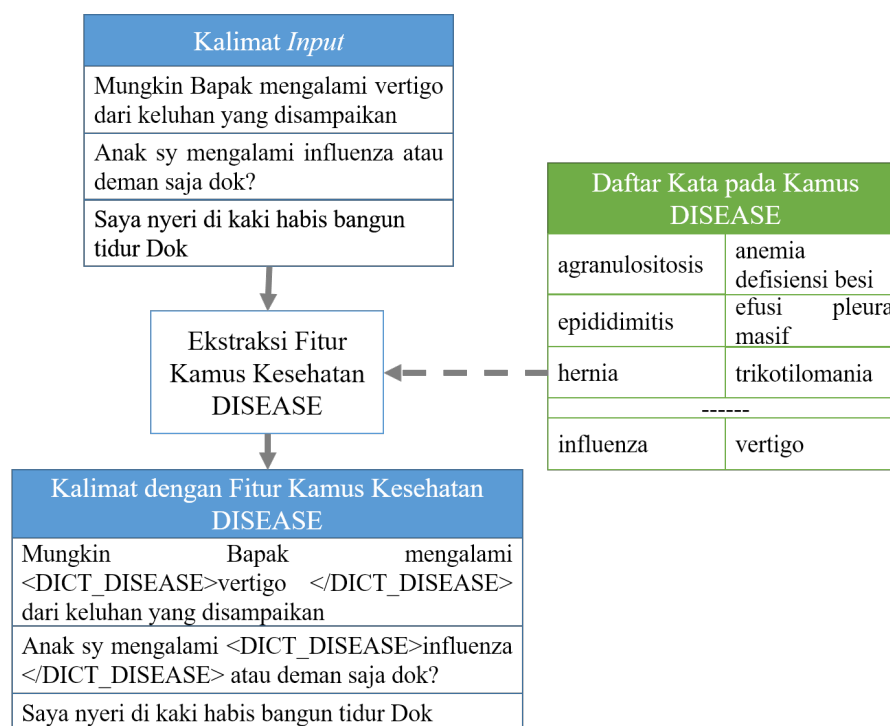 Kalimat Input
Mungkin Bapak mengalami vertigo
dari keluhan yang disampaikan
Anak sy mengalami influenza atau
deman saja dok?
Saya nyeri di kaki habis bangun
tidur Dok
Daftar Kata pada Kamus
DISEASE
agranulositosis
anemia
defisiensi besi
epididimitis
efusi pleura
masif
hernia
trikotilomania
------
influenza
vertigo
Ekstraksi Fitur
Kamus Kesehatan
DISEASE
Kalimat dengan Fitur Kamus Kesehatan
DISEASE
Mungkin Bapak mengalami
<DICT_DISEASE>vertigo </DICT_DISEASE>
dari keluhan yang disampaikan
Anak sy mengalami <DICT_DISEASE>influenza
</DICT_DISEASE> atau deman saja dok?
Saya nyeri di kaki habis bangun tidur Dok